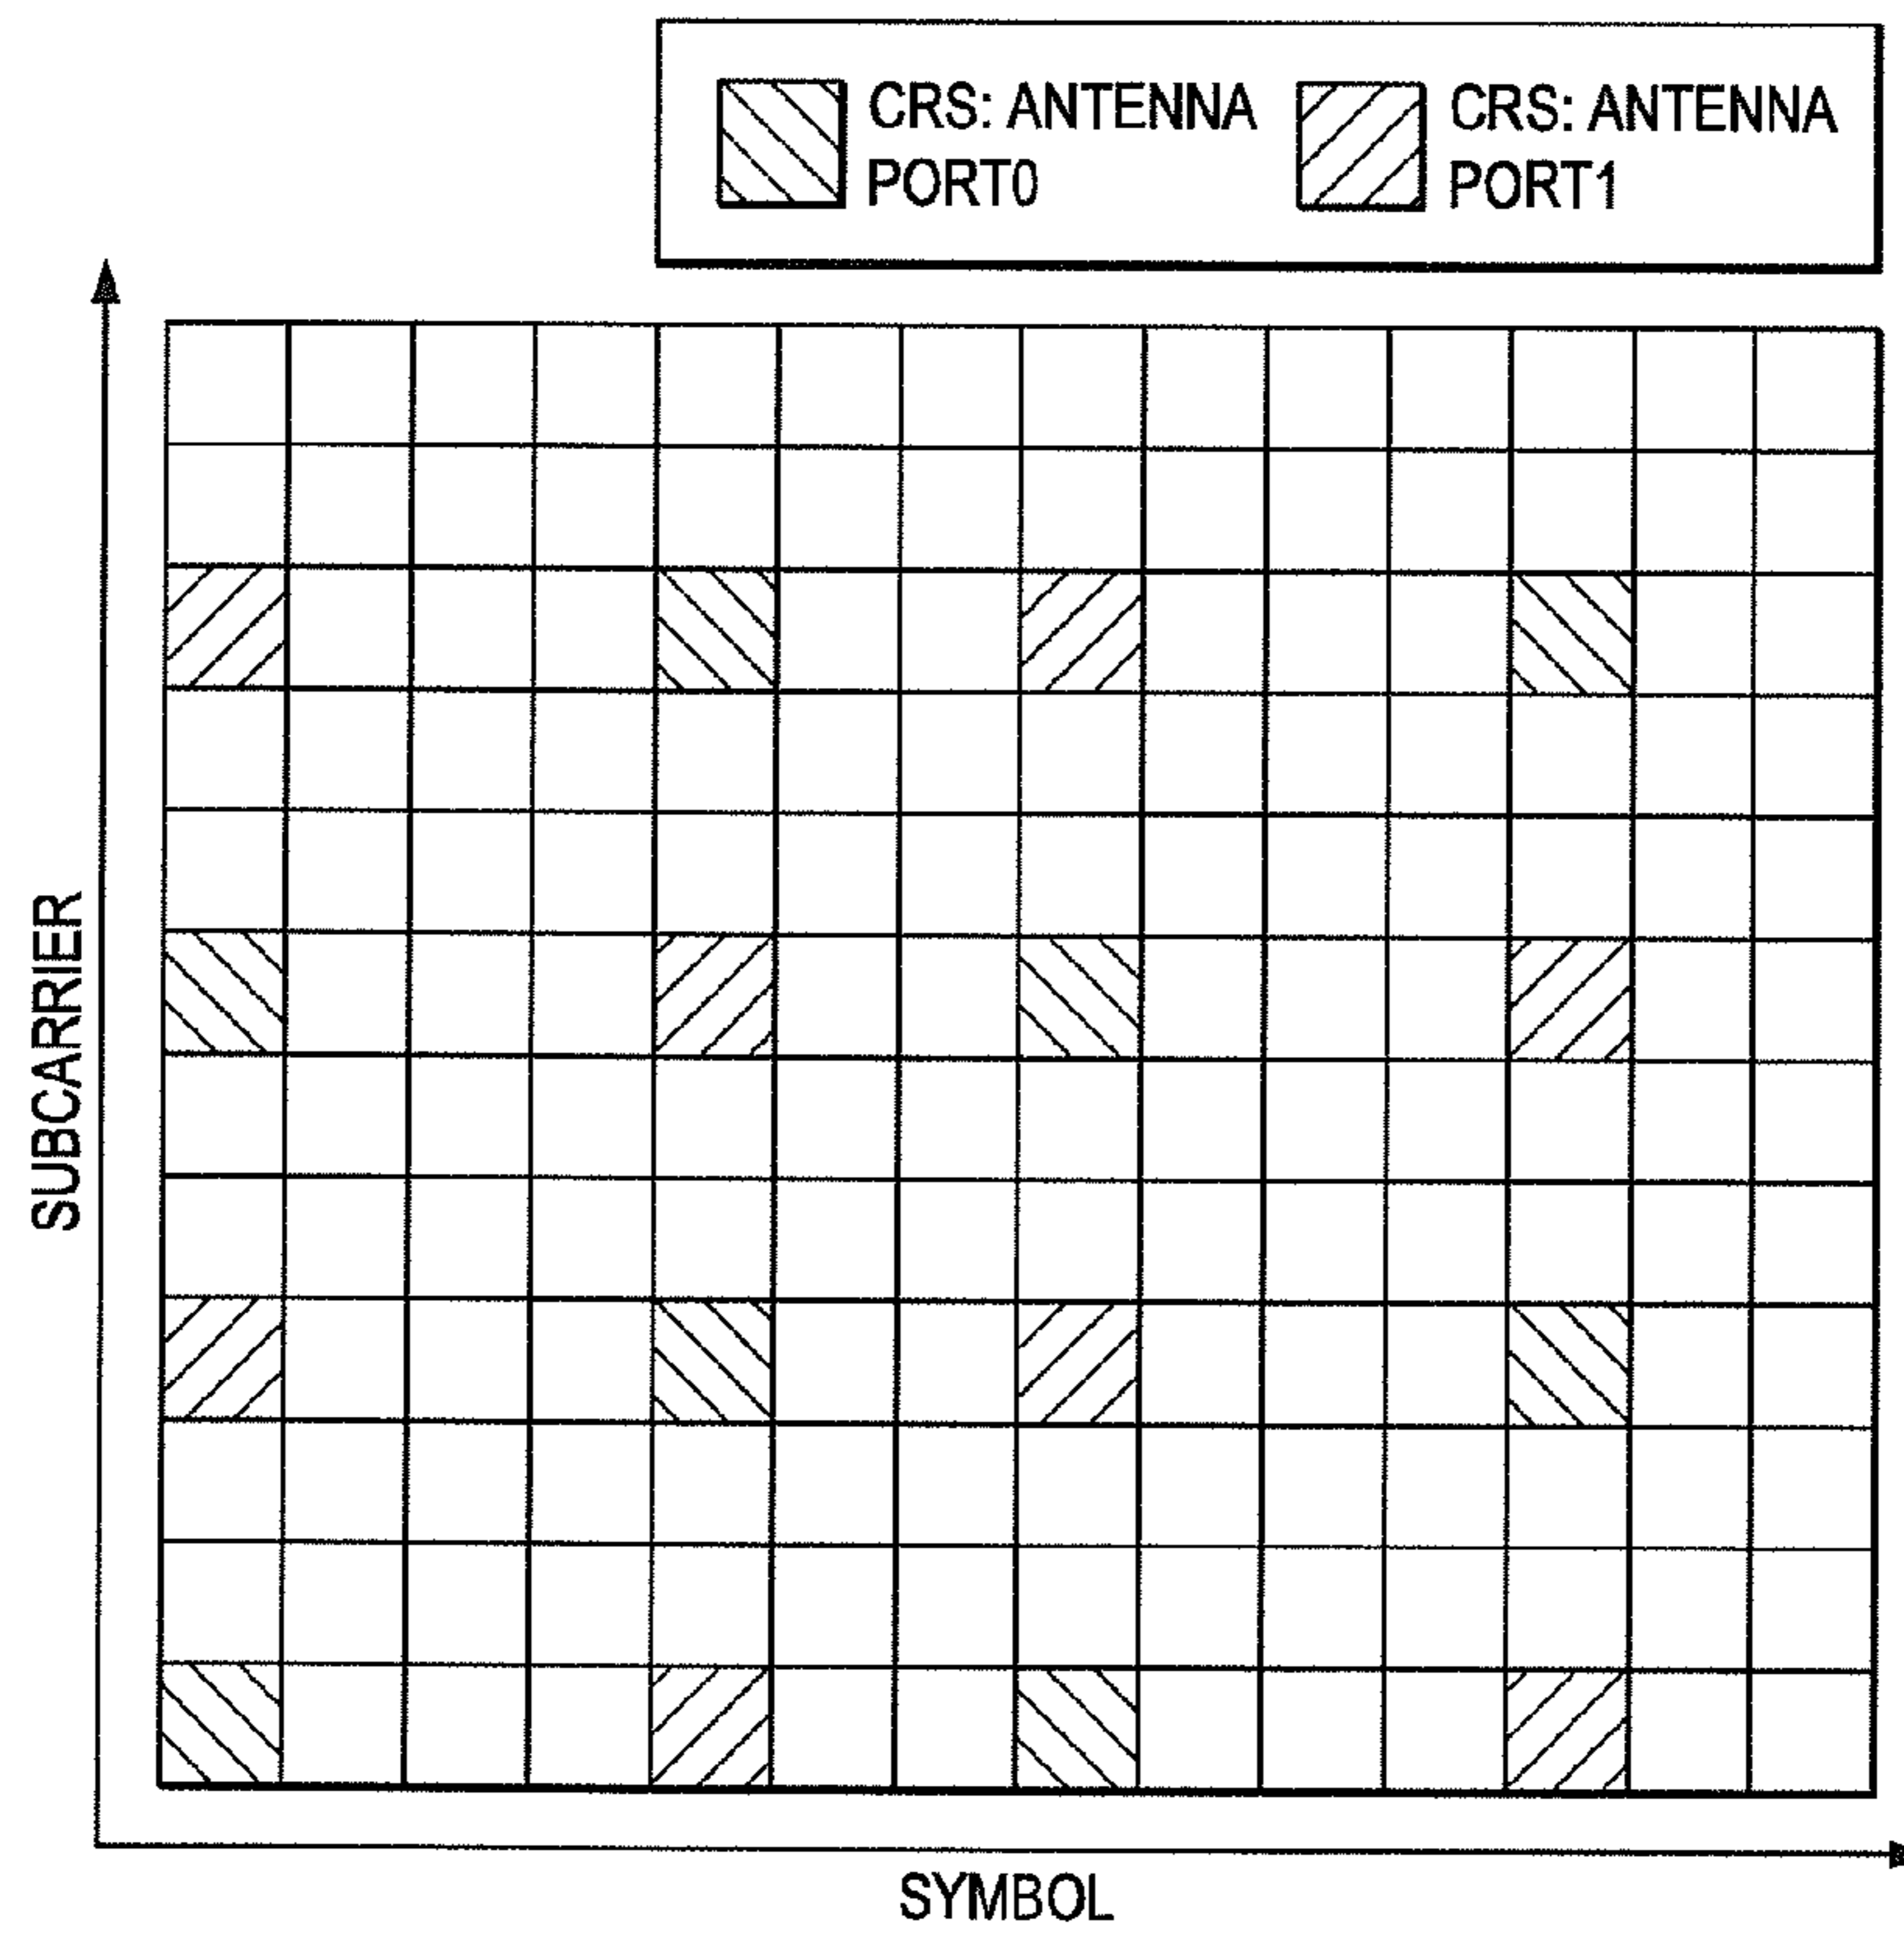 CRS: ANTENNA
PORT0
CRS: ANTENNA
PORT1
SUBCARRIER
SYMBOL